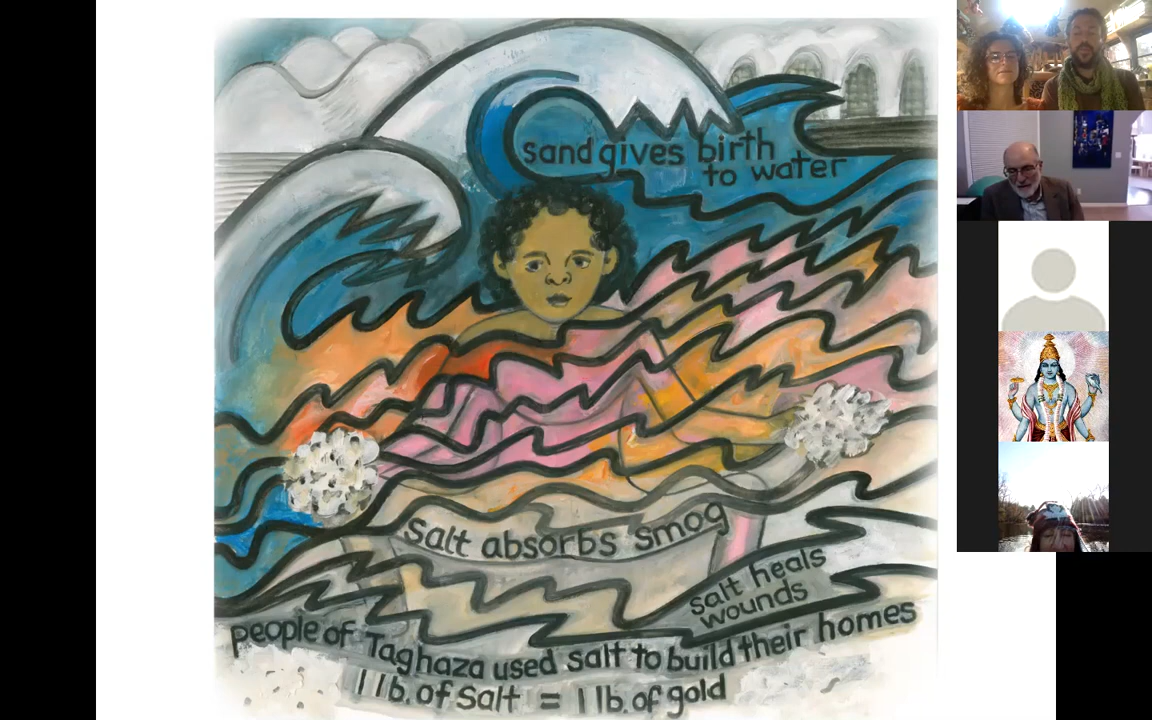 sand gives birth
to water
salt absorbs smog
salt heals
wounds
people of Taghaza used salt to build their homes
1 lb. of salt = 1 lb. of gold